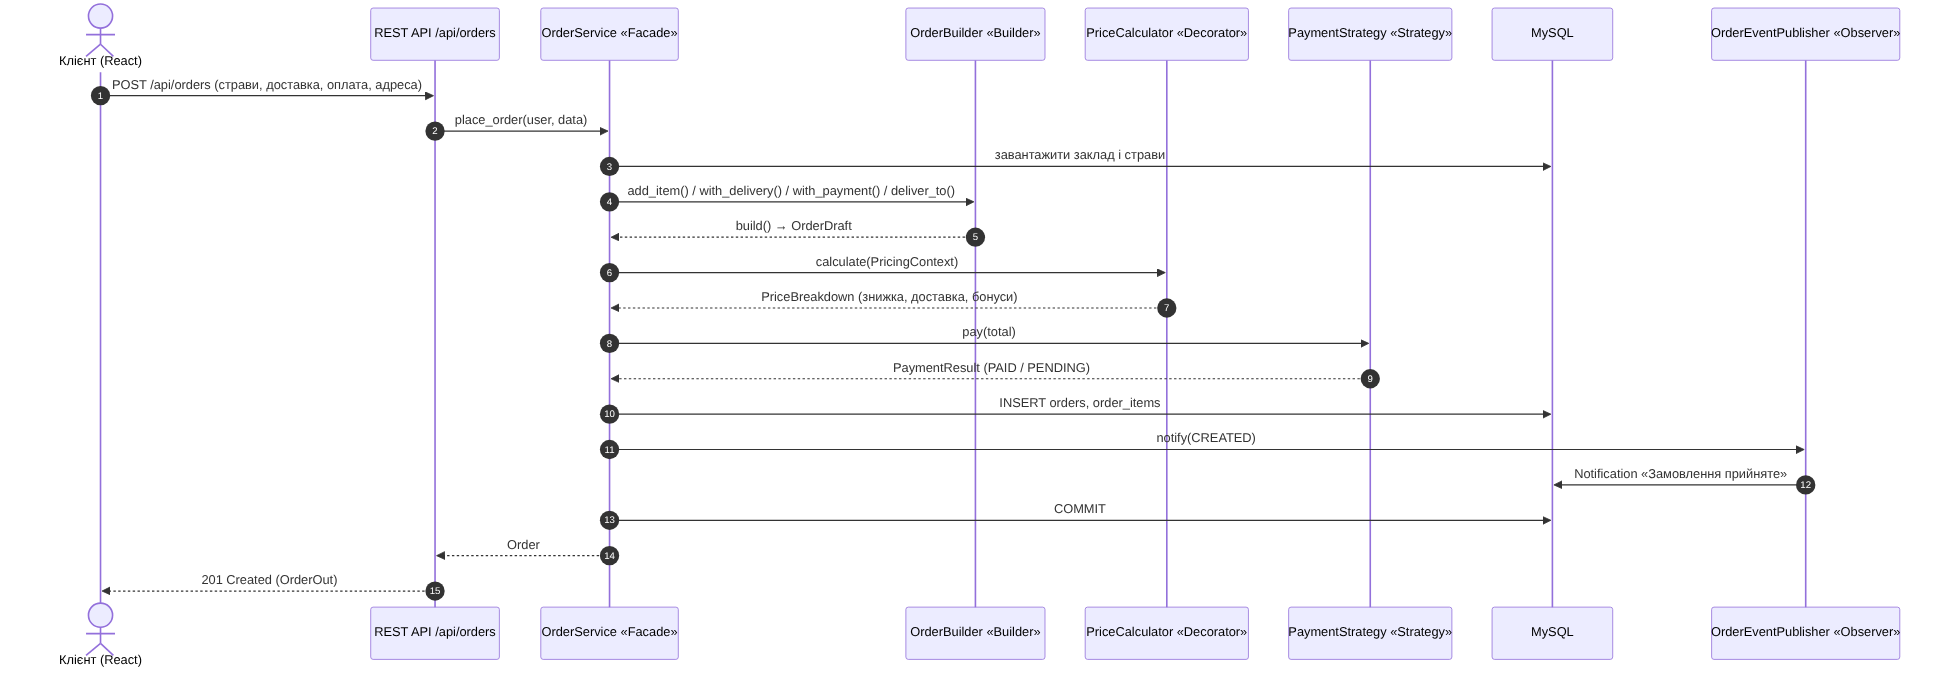 REST API /api/orders
OrderService «Facade»
OrderBuilder «Builder»
PriceCalculator «Decorator»
PaymentStrategy «Strategy»
MySQL
OrderEventPublisher «Observer»
Клієнт (React)
POST /api/orders (страви, доставка, оплата, адреса)
1
place_order(user, data)
2
завантажити заклад і страви
3
add_item() / with_delivery() / with_payment() / deliver_to()
4
build() → OrderDraft
5
calculate(PricingContext)
6
PriceBreakdown (знижка, доставка, бонуси)
7
pay(total)
8
PaymentResult (PAID / PENDING)
9
INSERT orders, order_items
10
notify(CREATED)
11
Notification «Замовлення прийняте»
12
COMMIT
13
Order
14
201 Created (OrderOut)
15
REST API /api/orders
OrderService «Facade»
OrderBuilder «Builder»
PriceCalculator «Decorator»
PaymentStrategy «Strategy»
MySQL
OrderEventPublisher «Observer»
Клієнт (React)